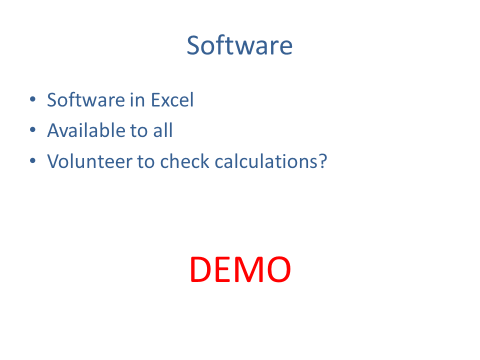 Software
• Software in Excel
• Available to all
• Volunteer to check calculations?
DEMO